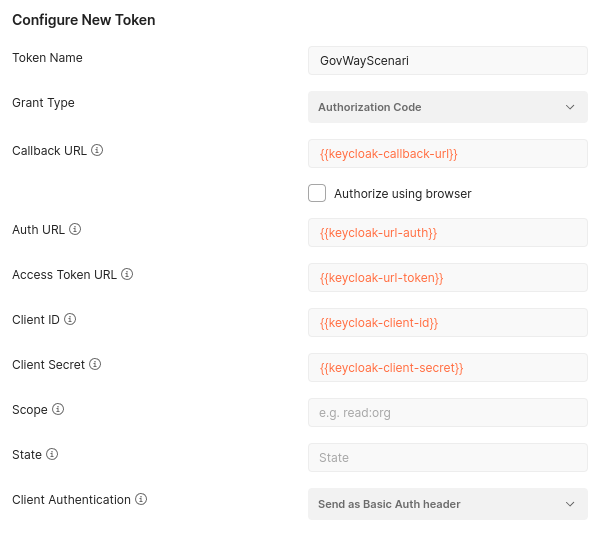 Configure New Token
Token Name
GovWayScenari
Grant Type
Authorization Code
Callback URL
{{keycloak-callback-url}}
Authorize using browser
Auth URL
{{keycloak-url-auth}}
Access Token URL
{{keycloak-url-token}}
Client ID
{{keycloak-client-id}}
Client Secret
{{keycloak-client-secret}}
Scope
e.g. read:org
State
State
Client Authentication
Send as Basic Auth header